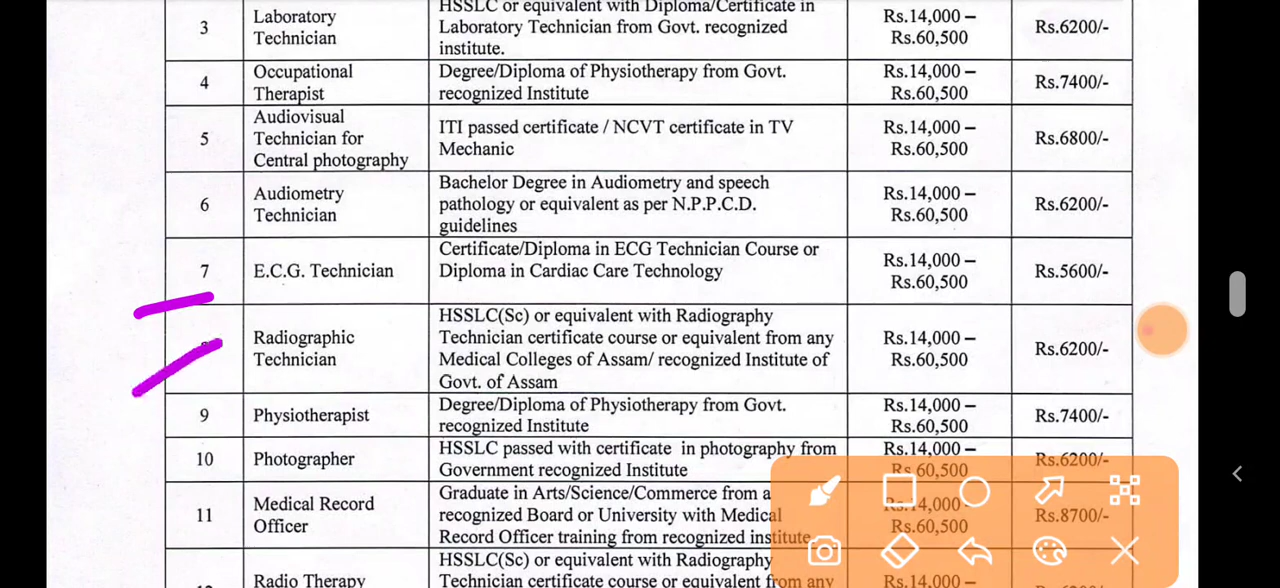 3
Laboratory
Technician
HSSLC or equivalent with Diploma/Certificate in
Laboratory Technician from Govt. recognized
institute.
Rs.14,000 –
Rs.60,500
Rs.6200/-
4
Occupational
Therapist
Degree/Diploma of Physiotherapy from Govt.
recognized Institute
Rs.14,000 –
Rs.60,500
Rs.7400/-
5
Audiovisual
Technician for
Central photography
ITI passed certificate / NCVT certificate in TV
Mechanic
Rs.14,000 –
Rs.60,500
Rs.6800/-
6
Audiometry
Technician
Bachelor Degree in Audiometry and speech
pathology or equivalent as per N.P.P.C.D.
guidelines
Rs.14,000 –
Rs.60,500
Rs.6200/-
7
E.C.G. Technician
Certificate/Diploma in ECG Technician Course or
Diploma in Cardiac Care Technology
Rs.14,000 –
Rs.60,500
Rs.5600/-
Radiographic
Technician
HSSLC(Sc) or equivalent with Radiography
Technician certificate course or equivalent from any
Medical Colleges of Assam/ recognized Institute of
Govt. of Assam
Rs.14,000 –
Rs.60,500
Rs.6200/-
9
Physiotherapist
Degree/Diploma of Physiotherapy from Govt.
recognized Institute
Rs.14,000 –
Rs.60,500
Rs.7400/-
10
Photographer
HSSLC passed with certificate in photography from
Government recognized Institute
Rs.14,000 –
Rs 60,500
Rs.6200/-
11
Medical Record
Officer
Graduate in Arts/Science/Commerce from a
recognized Board or University with Medical
Record Officer training from recognized institute.
Rs.14,000 –
Rs.60,500
Rs.8700/-
Radio Therapy
HSSLC(Sc) or equivalent with Radiography
Technician certificate course or equivalent from any
Rs.14,000 –